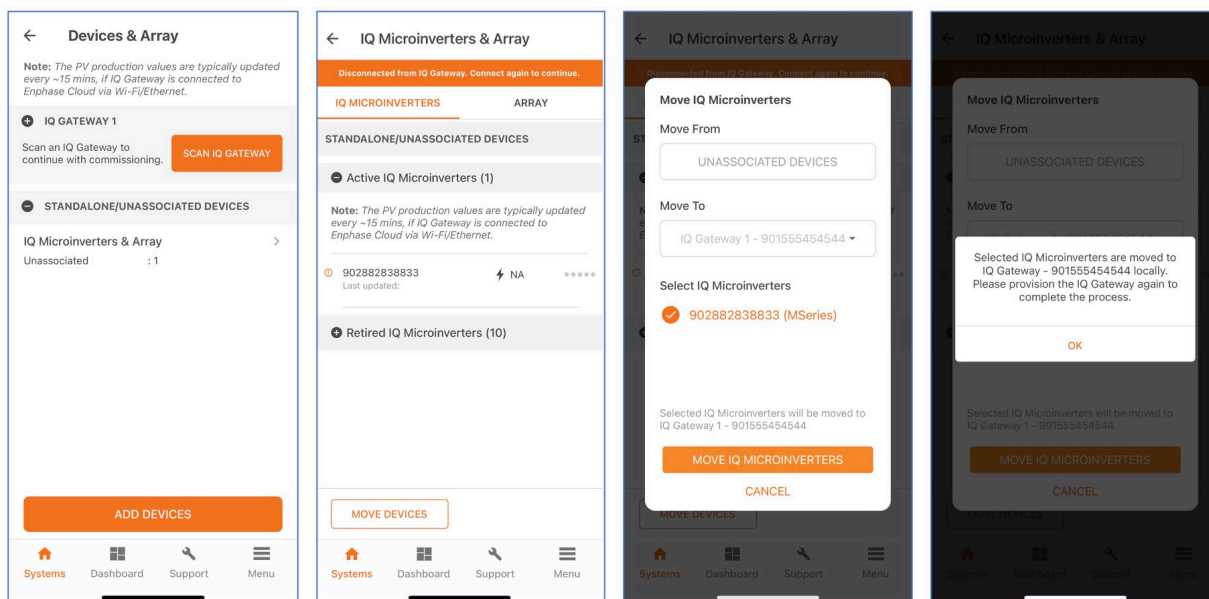 Devices & Array
Note: The PV production values are typically updated
every ~15 mins, if IQ Gateway is connected to
Enphase Cloud via Wi-Fi/Ethernet.
IQ GATEWAY 1
Scan an IQ Gateway to
continue with commissioning.
SCAN IQ GATEWAY
STANDALONE/UNASSOCIATED DEVICES
IQ Microinverters & Array
Unassociated : 1
ADD DEVICES
Systems Dashboard Support Menu
IQ Microinverters & Array
Disconnected from IQ Gateway. Connect again to continue.
IQ MICROINVERTERS ARRAY
STANDALONE/UNASSOCIATED DEVICES
Active IQ Microinverters (1)
Note: The PV production values are typically updated
every ~15 mins, if IQ Gateway is connected to
Enphase Cloud via Wi-Fi/Ethernet.
902882838833 NA
Last updated:
Retired IQ Microinverters (10)
MOVE DEVICES
Systems Dashboard Support Menu
IQ Microinverters & Array
Disconnected from IQ Gateway. Connect again to continue.
Move IQ Microinverters
Move From
UNASSOCIATED DEVICES
Move To
IQ Gateway 1 - 901555454544
Select IQ Microinverters
902882838833 (MSeries)
Selected IQ Microinverters will be moved to
IQ Gateway 1 - 901555454544
MOVE IQ MICROINVERTERS
CANCEL
MOVE DEVICES
Systems Dashboard Support Menu
IQ Microinverters & Array
Move IQ Microinverters
Move From
UNASSOCIATED DEVICES
Move To
Selected IQ Microinverters are moved to
IQ Gateway - 901555454544 locally.
Please provision the IQ Gateway again to
complete the process.
OK
Selected IQ Microinverters will be moved to
IQ Gateway 1 - 901555454544
MOVE IQ MICROINVERTERS
CANCEL
MOVE DEVICES
Systems Dashboard Support Menu